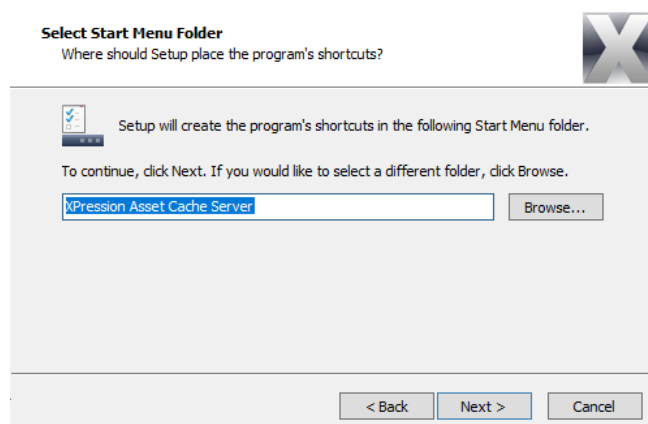 Select Start Menu Folder
Where should Setup place the program's shortcuts?
X
Setup will create the program's shortcuts in the following Start Menu folder.
To continue, click Next. If you would like to select a different folder, click Browse.
XPression Asset Cache Server
Browse...
< Back
Next >
Cancel